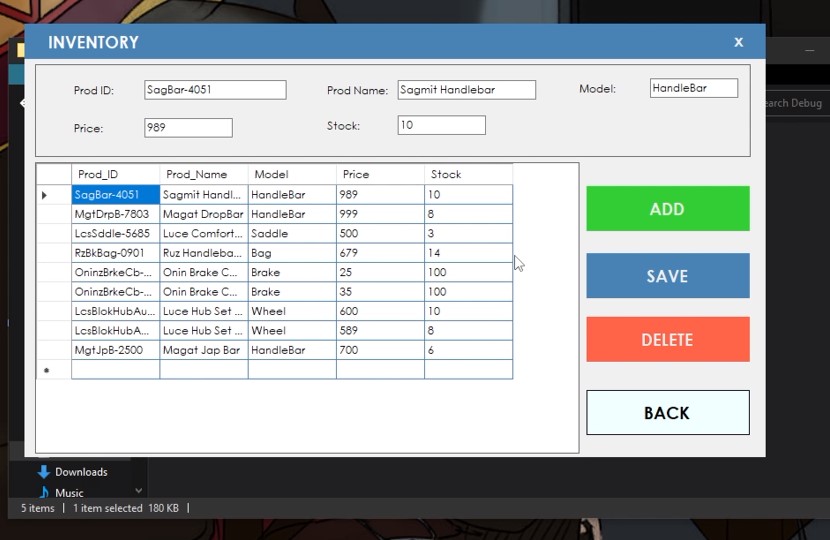 INVENTORY x
Prod ID: SagBar-4051 Prod Name: Sagmit Handlebar Model: HandleBar
Price: 989 Stock: 10
earch Debug
Prod_ID Prod_Name Model Price Stock
SagBar-4051 Sagmit Handl... HandleBar 989 10
MgtDrpB-7803 Magat DropBar HandleBar 999 8
LcsSddle-5685 Luce Comfort... Saddle 500 3
RzBkBag-0901 Ruz Handleba... Bag 679 14
OninzBrkeCb-... Onin Brake C... Brake 25 100
OninzBrkeCb-... Onin Brake C... Brake 35 100
LcsBlokHubAu... Luce Hub Set ... Wheel 600 10
LcsBlokHubA... Luce Hub Set ... Wheel 589 8
MgtJpB-2500 Magat Jap Bar HandleBar 700 6
ADD
SAVE
DELETE
BACK
Downloads
Music
5 items | 1 item selected 180 KB |